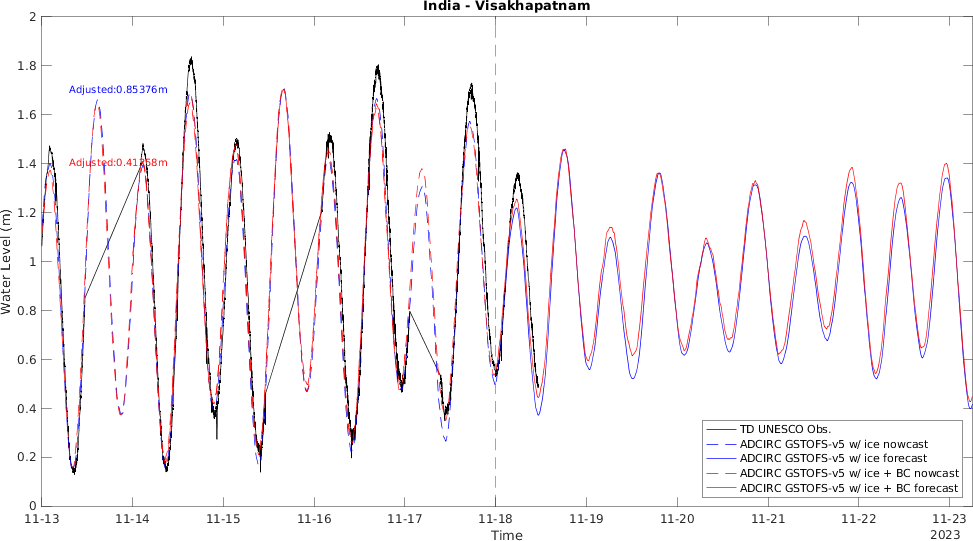 India - Visakhapatnam
2
1.8
1.6
1.4
1.2
1
0.8
0.6
0.4
0.2
0
Water Level (m)
Adjusted:0.85376m
TD UNESCO Obs.
ADCIRC GSTOFS-v5 w/ ice nowcast
ADCIRC GSTOFS-v5 w/ ice forecast
ADCIRC GSTOFS-v5 w/ ice + BC nowcast
ADCIRC GSTOFS-v5 w/ ice + BC forecast
11-13 11-14 11-15 11-16 11-17 11-18 11-19 11-20 11-21 11-22 11-23
Time
2023